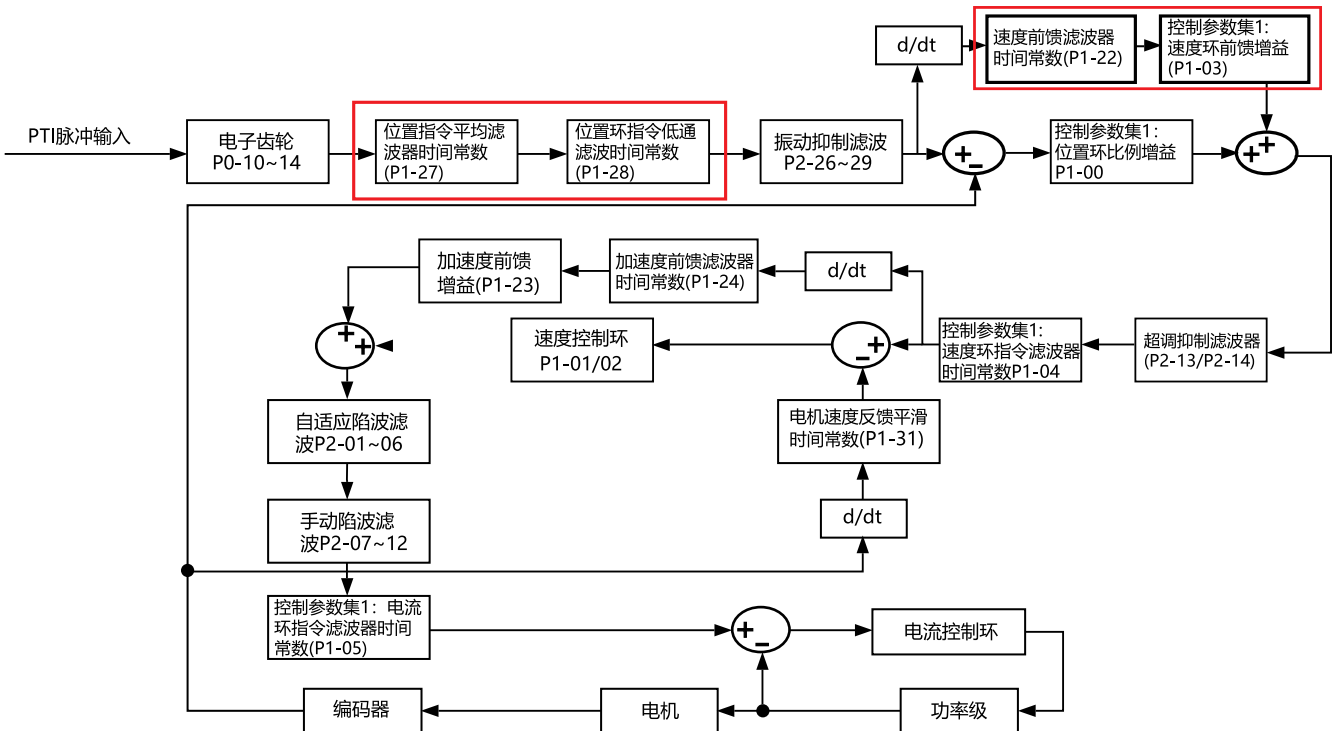 PTI脉冲输入
电子齿轮
P0-10~14
位置指令平均滤
波器时间常数
(P1-27)
位置环指令低通
滤波时间常数
(P1-28)
振动抑制滤波
P2-26~29
d/dt
速度前馈滤波器
时间常数(P1-22)
控制参数集1:
速度环前馈增益
(P1-03)
+
-
控制参数集1:
位置环比例增益
P1-00
+
+
加速度前馈
增益(P1-23)
加速度前馈滤波器
时间常数(P1-24)
d/dt
+
+
速度控制环
P1-01/02
-
+
控制参数集1:
速度环指令滤波器
时间常数P1-04
超调抑制滤波器
(P2-13/P2-14)
自适应陷波滤
波P2-01~06
电机速度反馈平滑
时间常数(P1-31)
手动陷波滤
波P2-07~12
d/dt
控制参数集1：电流
环指令滤波器时间
常数(P1-05)
+
-
电流控制环
编码器
电机
功率级